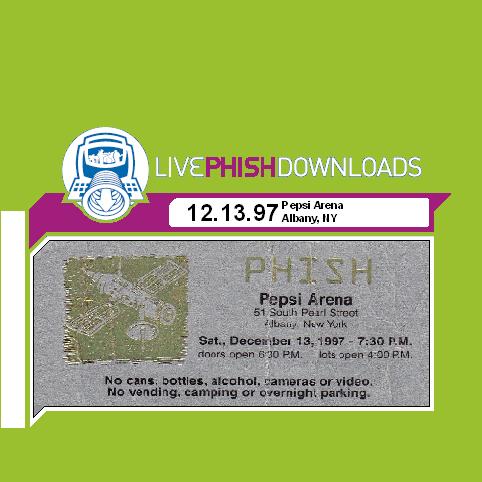 LIVEPHISHDOWNLOADS
12.13.97
Pepsi Arena
Albany, NY
PHISH
Pepsi Arena
51 South Pearl Street
Albany, New York
Sat., December 13, 1997 - 7:30 P.M.
doors open 6:30 P.M. lots open 4:00 P.M.
No cans, bottles, alcohol, cameras or video.
No vending, camping or overnight parking.